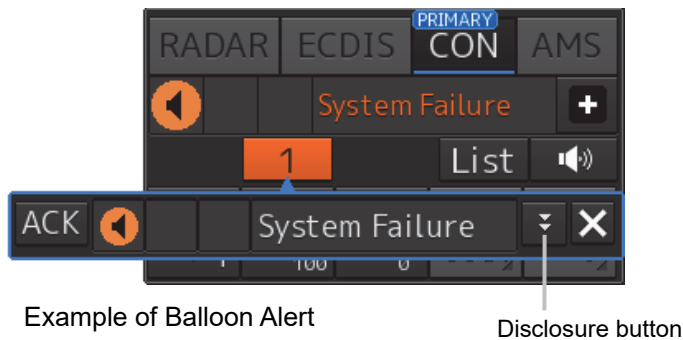 PRIMARY
RADAR ECDIS CON AMS
System Failure +
1 List
ACK System Failure
100 0
Example of Balloon Alert
Disclosure button